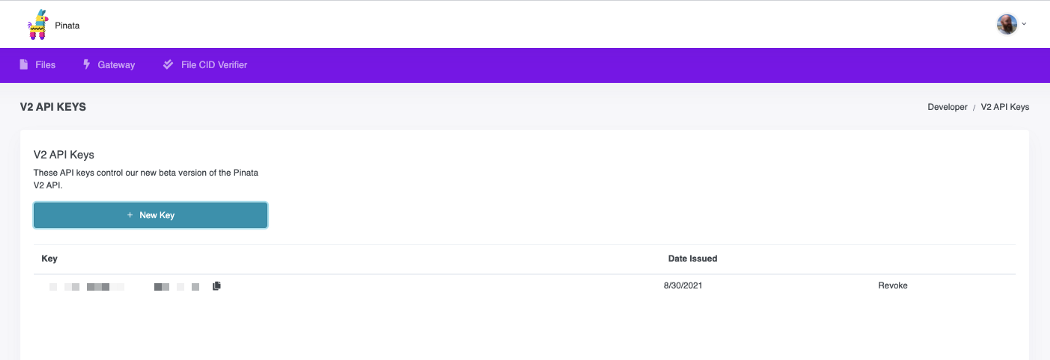 Pinata
Files Gateway File CID Verifier
V2 API KEYS
Developer / V2 API Keys
V2 API Keys
These API keys control our new beta version of the Pinata
V2 API.
+ New Key
Key Date Issued
8/30/2021 Revoke